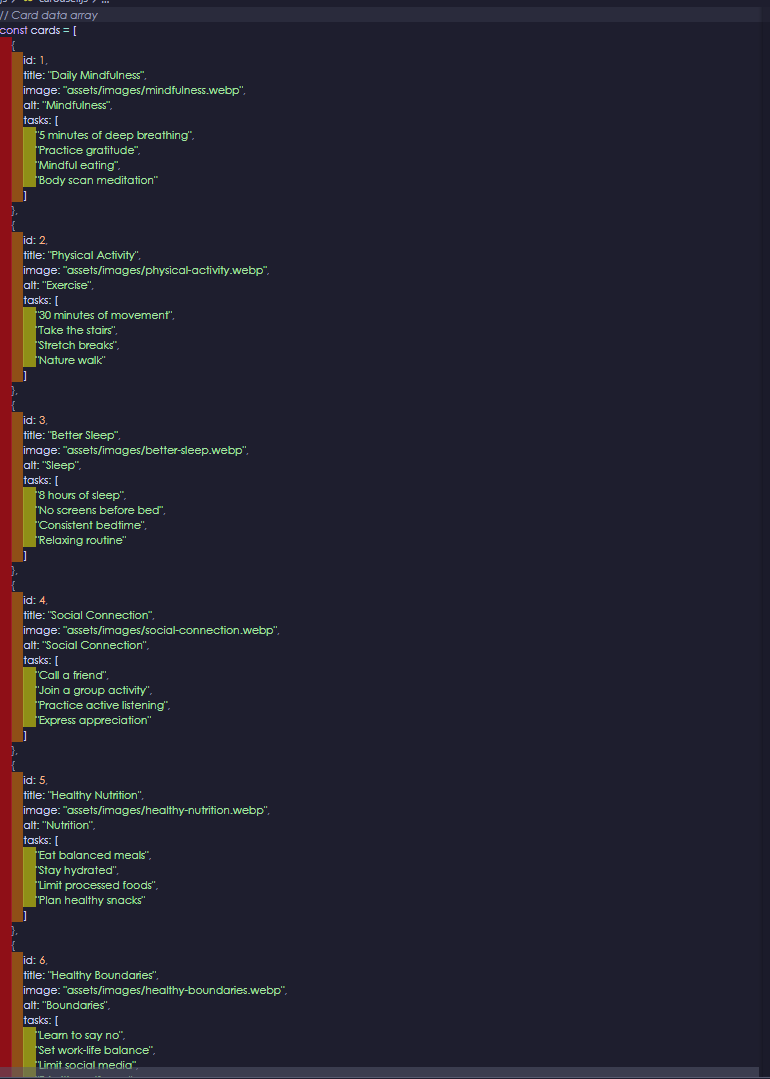 // Card data array
const cards = [
{
id: 1,
title: "Daily Mindfulness",
image: "assets/images/mindfulness.webp",
alt: "Mindfulness",
tasks: [
"5 minutes of deep breathing",
"Practice gratitude",
"Mindful eating",
"Body scan meditation"
]
},
{
id: 2,
title: "Physical Activity",
image: "assets/images/physical-activity.webp",
alt: "Exercise",
tasks: [
"30 minutes of movement",
"Take the stairs",
"Stretch breaks",
"Nature walk"
]
},
{
id: 3,
title: "Better Sleep",
image: "assets/images/better-sleep.webp",
alt: "Sleep",
tasks: [
"8 hours of sleep",
"No screens before bed",
"Consistent bedtime",
"Relaxing routine"
]
},
{
id: 4,
title: "Social Connection",
image: "assets/images/social-connection.webp",
alt: "Social Connection",
tasks: [
"Call a friend",
"Join a group activity",
"Practice active listening",
"Express appreciation"
]
},
{
id: 5,
title: "Healthy Nutrition",
image: "assets/images/healthy-nutrition.webp",
alt: "Nutrition",
tasks: [
"Eat balanced meals",
"Stay hydrated",
"Limit processed foods",
"Plan healthy snacks"
]
},
{
id: 6,
title: "Healthy Boundaries",
image: "assets/images/healthy-boundaries.webp",
alt: "Boundaries",
tasks: [
"Learn to say no",
"Set work-life balance",
"Limit social media",